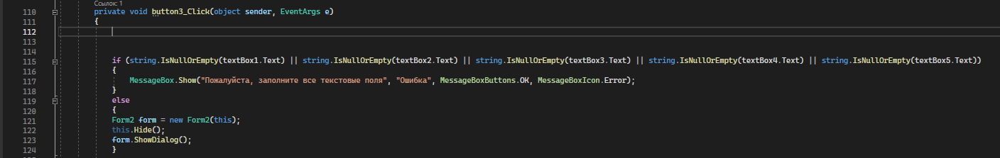 Ссылок: 1
110 private void button3_Click(object sender, EventArgs e)
111 {
112
113
114
115 if (string.IsNullOrEmpty(textBox1.Text) || string.IsNullOrEmpty(textBox2.Text) || string.IsNullOrEmpty(textBox3.Text) || string.IsNullOrEmpty(textBox4.Text) || string.IsNullOrEmpty(textBox5.Text))
116 {
117 MessageBox.Show("Пожалуйста, заполните все текстовые поля", "Ошибка", MessageBoxButtons.OK, MessageBoxIcon.Error);
118 }
119 else
120 {
121 Form2 form = new Form2(this);
122 this.Hide();
123 form.ShowDialog();
124 }